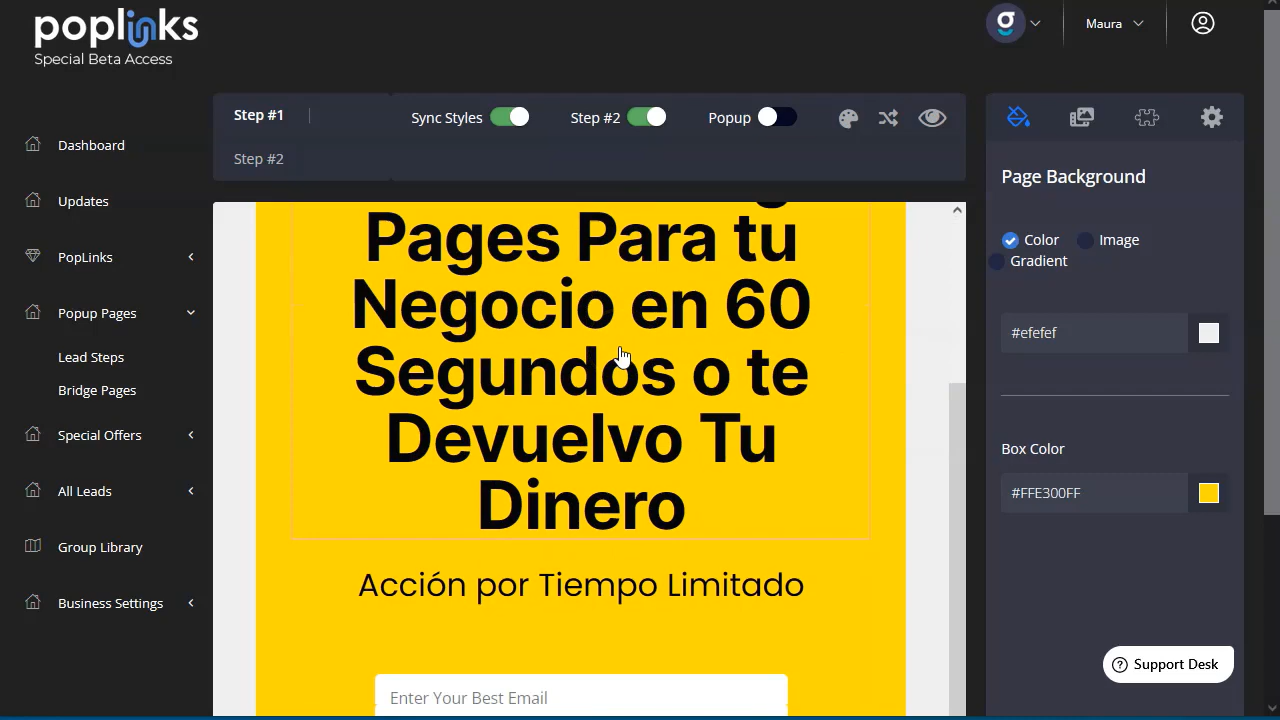 poplinks
Special Beta Access
Maura
Dashboard
Updates
PopLinks
Popup Pages
Lead Steps
Bridge Pages
Special Offers
All Leads
Group Library
Business Settings
Step #1
Sync Styles
Step #2
Popup
Step #2
Pages Para tu
Negocio en 60
Segundos o te
Devuelvo Tu
Dinero
Acción por Tiempo Limitado
Enter Your Best Email
Page Background
Color
Image
Gradient
#efefef
Box Color
#FFE300FF
Support Desk